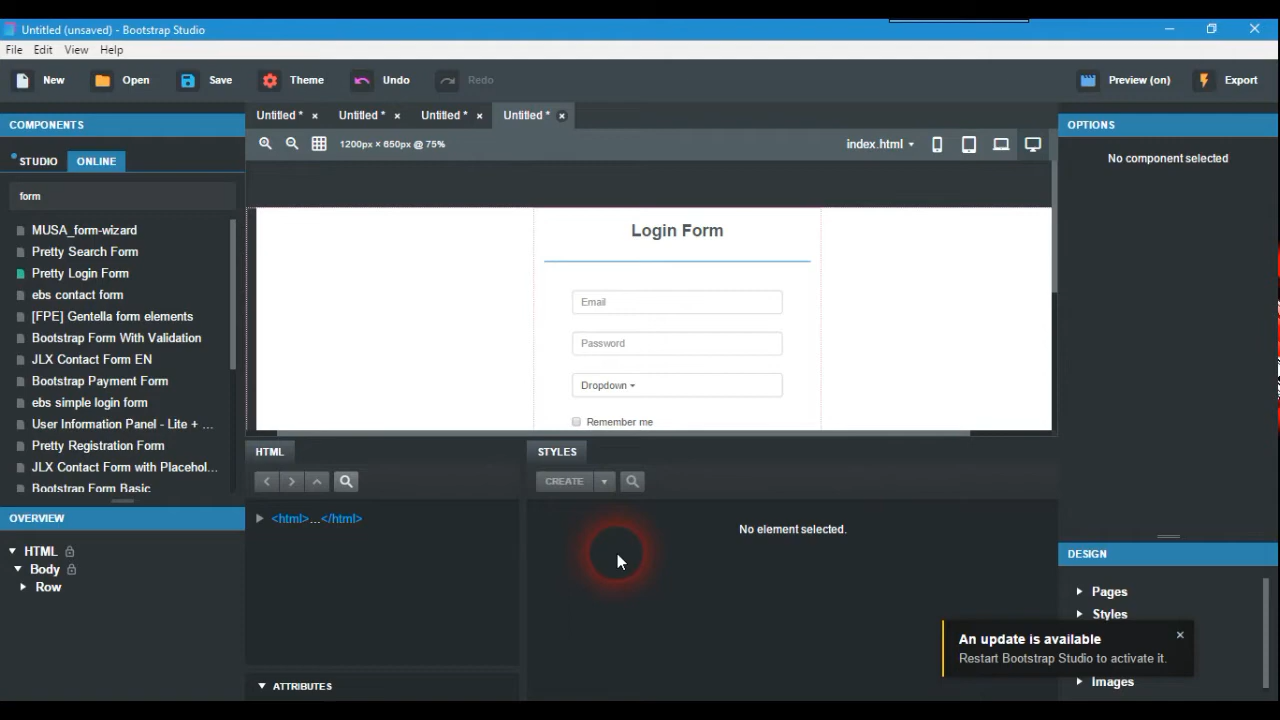 Untitled (unsaved) - Bootstrap Studio
File Edit View Help
New Open Save Theme Undo Redo Preview (on) Export
COMPONENTS
STUDIO ONLINE
form
MUSA_form-wizard
Pretty Search Form
Pretty Login Form
ebs contact form
[FPE] Gentella form elements
Bootstrap Form With Validation
JLX Contact Form EN
Bootstrap Payment Form
ebs simple login form
User Information Panel - Lite + ...
Pretty Registration Form
JLX Contact Form with Placehol...
Bootstrap Form Basic
OVERVIEW
HTML
Body
Row
Untitled * Untitled * Untitled * Untitled *
1200px × 650px @ 75% index.html
Login Form
Email
Password
Dropdown
Remember me
HTML
<html>...</html>
ATTRIBUTES
STYLES
CREATE
No element selected.
OPTIONS
No component selected
DESIGN
Pages
Styles
An update is available
Restart Bootstrap Studio to activate it.
Images